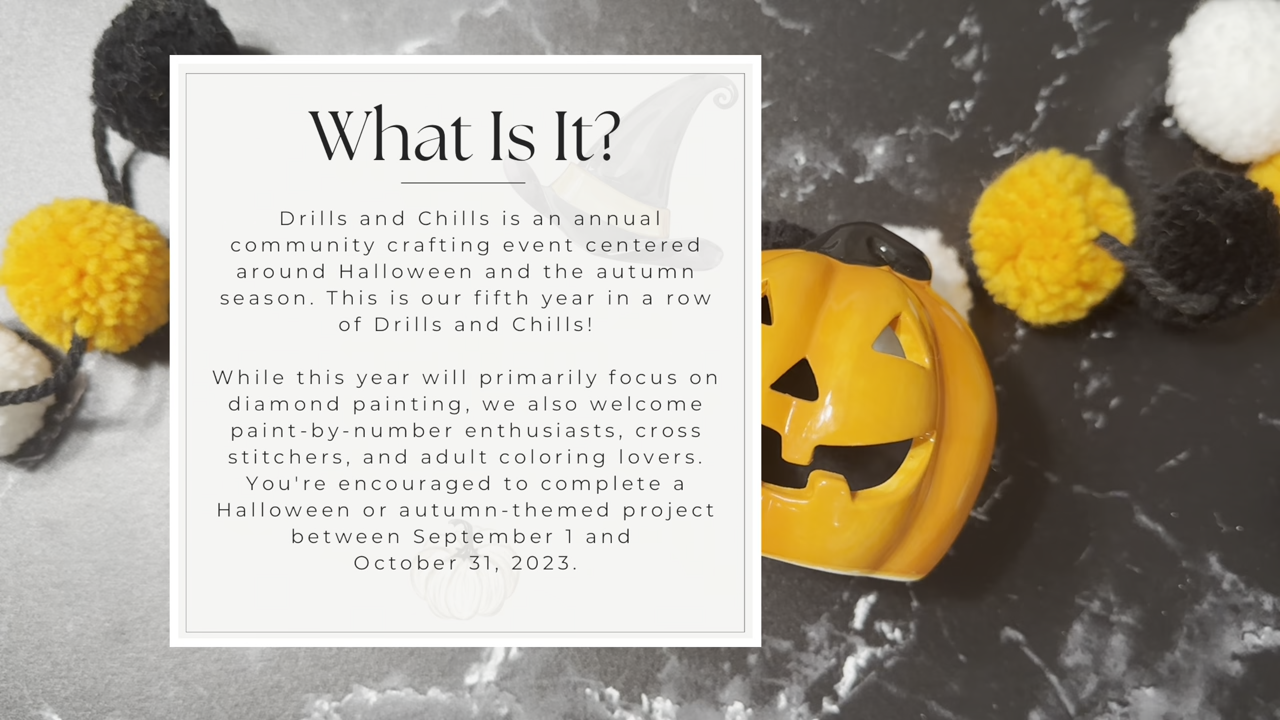 What Is It?
Drills and Chills is an annual
community crafting event centered
around Halloween and the autumn
season. This is our fifth year in a row
of Drills and Chills!
While this year will primarily focus on
diamond painting, we also welcome
paint-by-number enthusiasts, cross
stitchers, and adult coloring lovers.
You're encouraged to complete a
Halloween or autumn-themed project
between September 1 and
October 31, 2023.